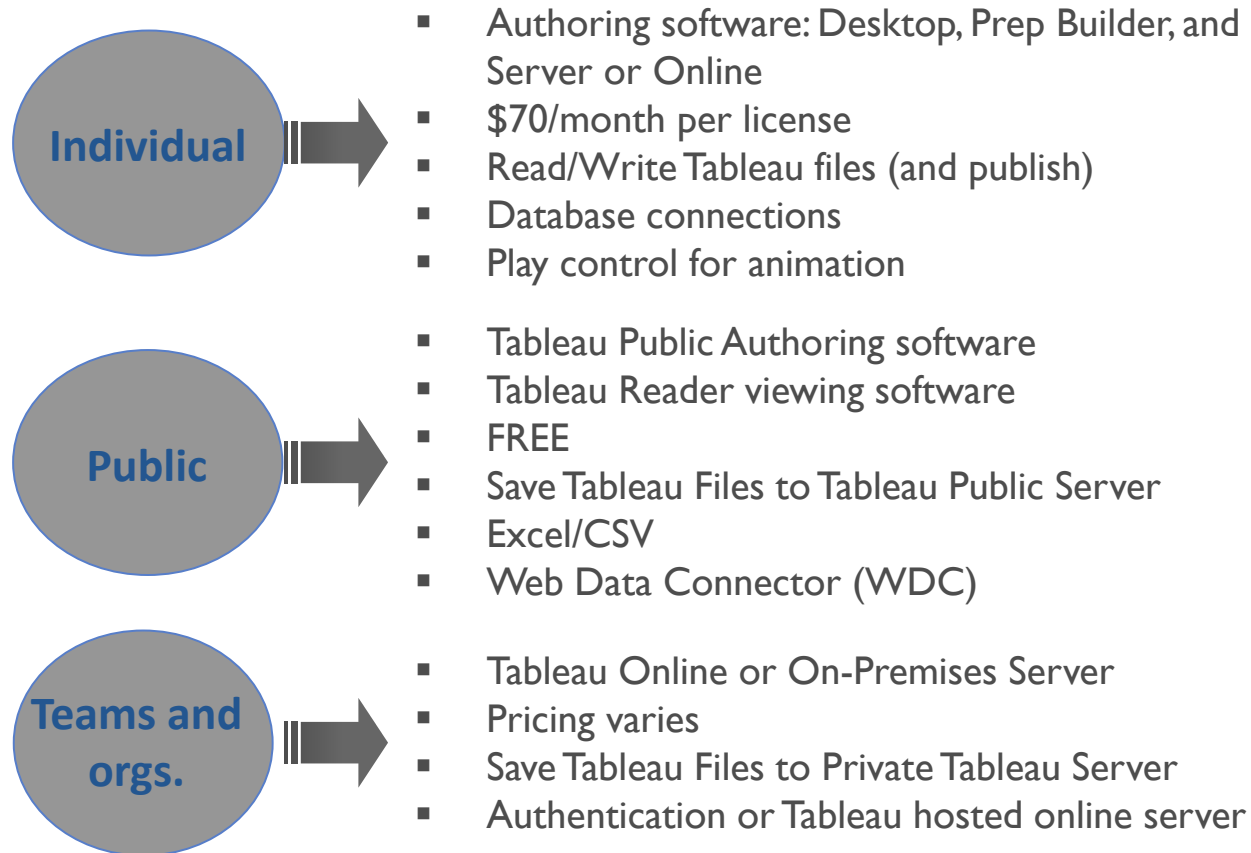 Individual
▪ Authoring software: Desktop, Prep Builder, and
Server or Online
▪ $70/month per license
▪ Read/Write Tableau files (and publish)
▪ Database connections
▪ Play control for animation
Public
▪ Tableau Public Authoring software
▪ Tableau Reader viewing software
▪ FREE
▪ Save Tableau Files to Tableau Public Server
▪ Excel/CSV
▪ Web Data Connector (WDC)
Teams and
orgs.
▪ Tableau Online or On-Premises Server
▪ Pricing varies
▪ Save Tableau Files to Private Tableau Server
▪ Authentication or Tableau hosted online server